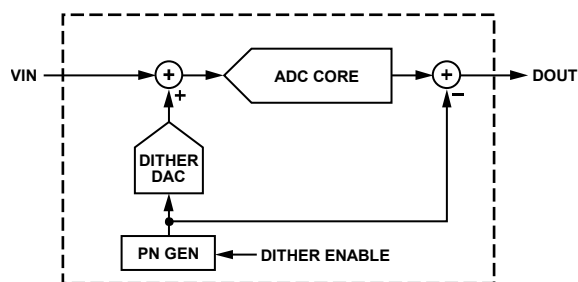 VIN
+
ADC CORE
+
DOUT
+
−
DITHER
DAC
PN GEN
DITHER ENABLE